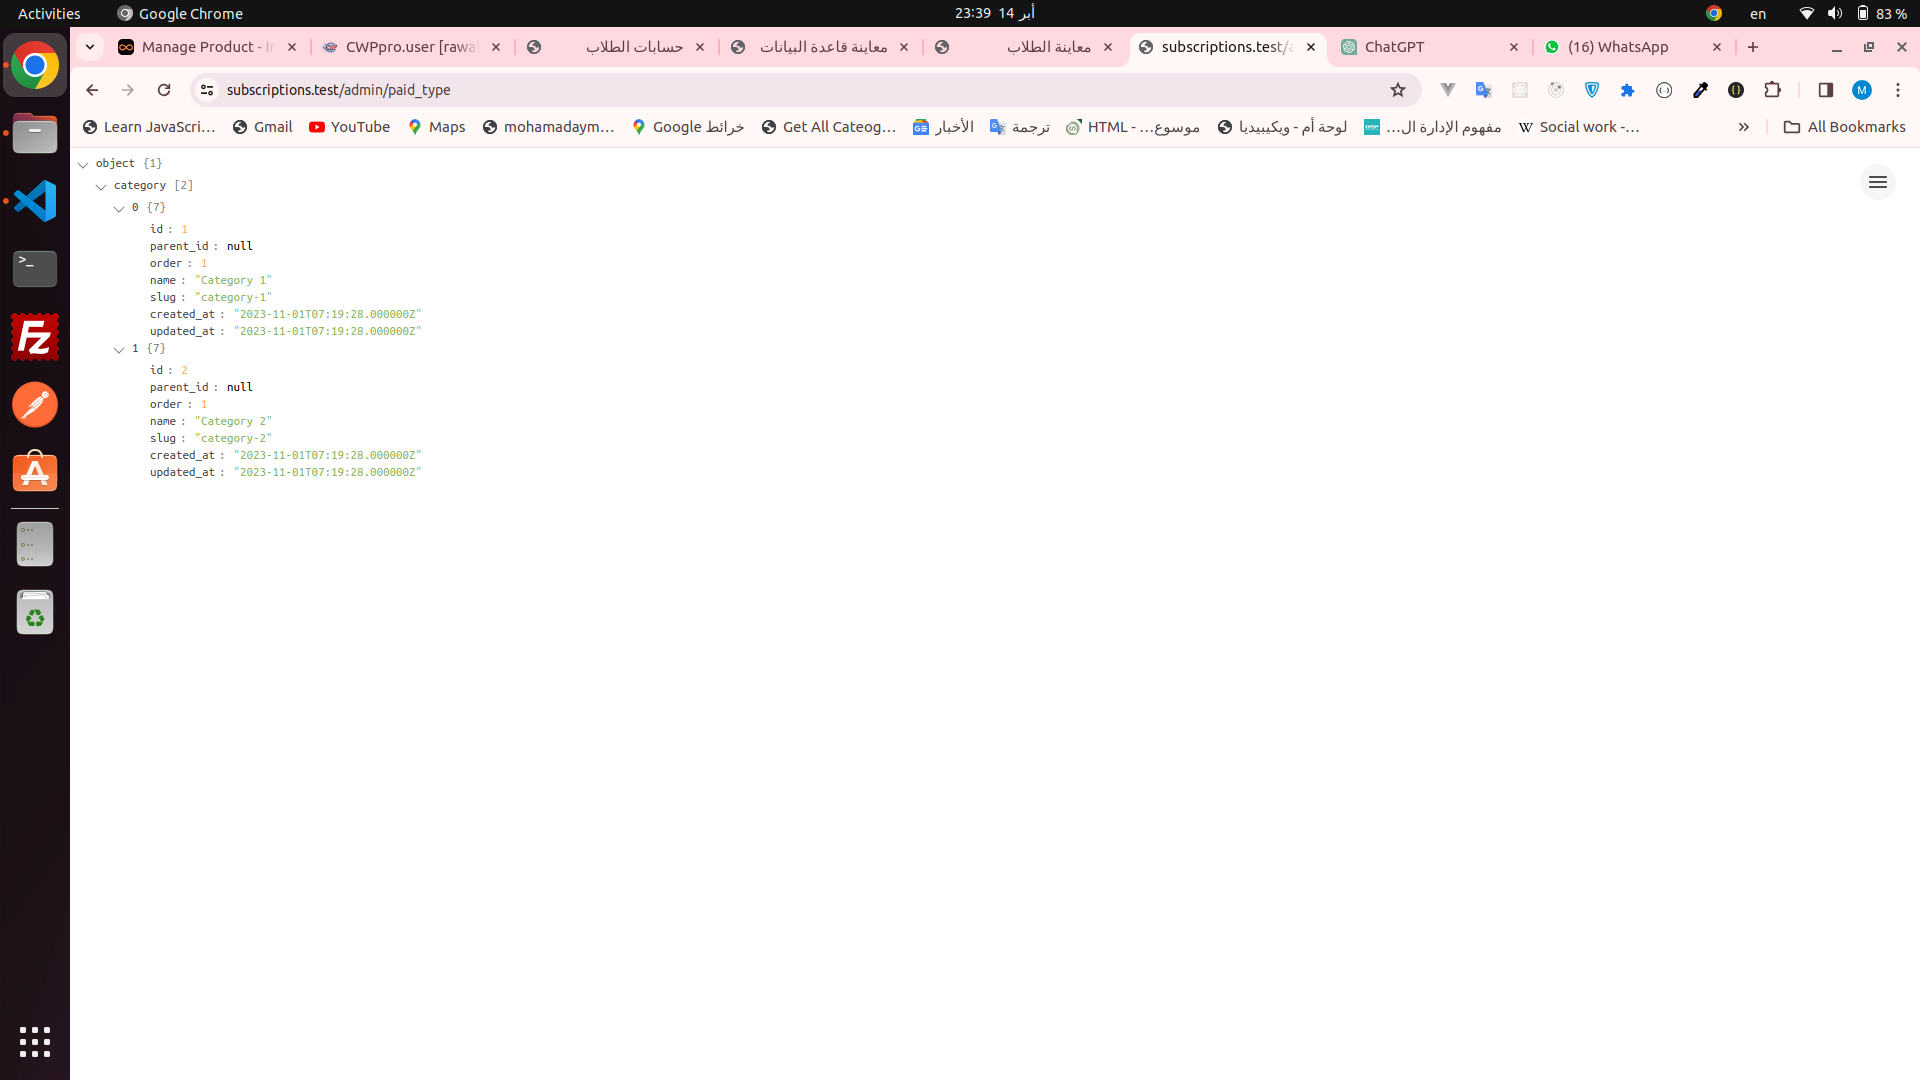 Activities
Google Chrome
23:39 14 أبر
en
83 %
Manage Product - In
CWPpro.user [rawa
حسابات الطلاب
معاينة قاعدة البيانات
معاينة الطلاب
subscriptions.test/a
ChatGPT
(16) WhatsApp
subscriptions.test/admin/paid_type
M
Learn JavaScri...
Gmail
YouTube
Maps
mohamadaym...
خرائط Google
Get All Cateog...
الأخبار
ترجمة
HTML - ...موسوع
لوحة أم - ويكيبيديا
مفهوم الإدارة ال...
Social work -...
All Bookmarks
object {1}
category [2]
0 {7}
id : 1
parent_id : null
order : 1
name : "Category 1"
slug : "category-1"
created_at : "2023-11-01T07:19:28.000000Z"
updated_at : "2023-11-01T07:19:28.000000Z"
1 {7}
id : 2
parent_id : null
order : 1
name : "Category 2"
slug : "category-2"
created_at : "2023-11-01T07:19:28.000000Z"
updated_at : "2023-11-01T07:19:28.000000Z"